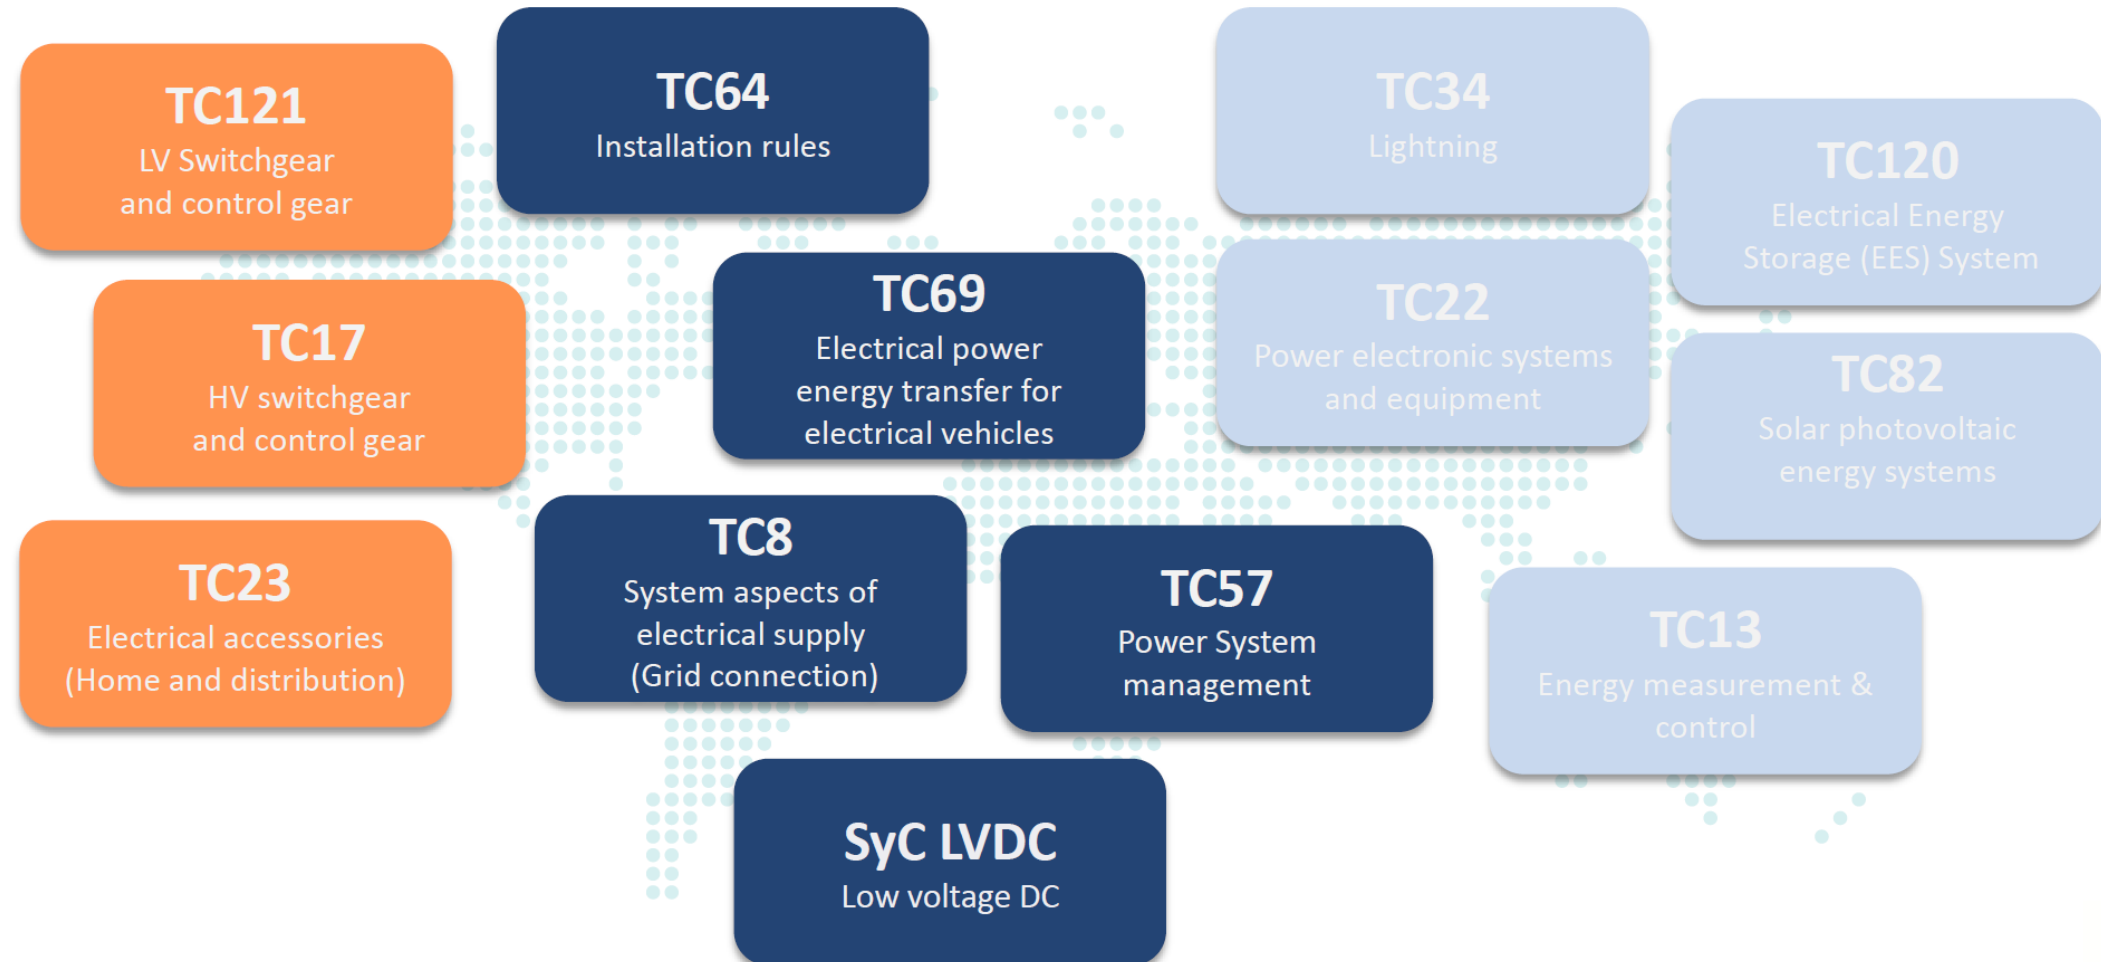 TC121
LV Switchgear
and control gear
TC64
Installation rules
TC34
Lightning
TC120
Electrical Energy
Storage (EES) System
TC17
HV switchgear
and control gear
TC69
Electrical power
energy transfer for
electrical vehicles
TC22
Power electronic systems
and equipment
TC82
Solar photovoltaic
energy systems
TC23
Electrical accessories
(Home and distribution)
TC8
System aspects of
electrical supply
(Grid connection)
TC57
Power System
management
TC13
Energy measurement &
control
SyC LVDC
Low voltage DC